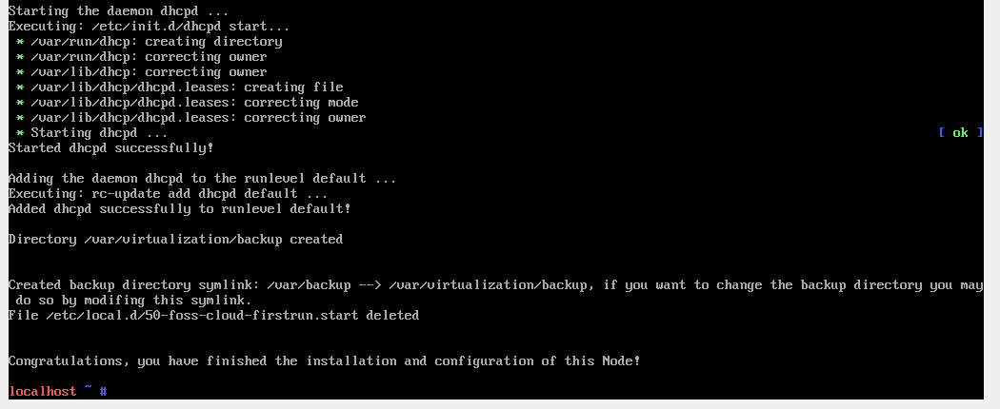 Starting the daemon dhcpd ...
Executing: /etc/init.d/dhcpd start...
* /var/run/dhcp: creating directory
* /var/run/dhcp: correcting owner
* /var/lib/dhcp: correcting owner
* /var/lib/dhcp/dhcpd.leases: creating file
* /var/lib/dhcp/dhcpd.leases: correcting mode
* /var/lib/dhcp/dhcpd.leases: correcting owner
* Starting dhcpd ... [ ok ]
Started dhcpd successfully!
Adding the daemon dhcpd to the runlevel default ...
Executing: rc-update add dhcpd default ...
Added dhcpd successfully to runlevel default!
Directory /var/virtualization/backup created
Created backup directory symlink: /var/backup --> /var/virtualization/backup, if you want to change the backup directory you may
do so by modifing this symlink.
File /etc/local.d/50-foss-cloud-firstrun.start deleted
Congratulations, you have finished the installation and configuration of this Node!
localhost ~ #